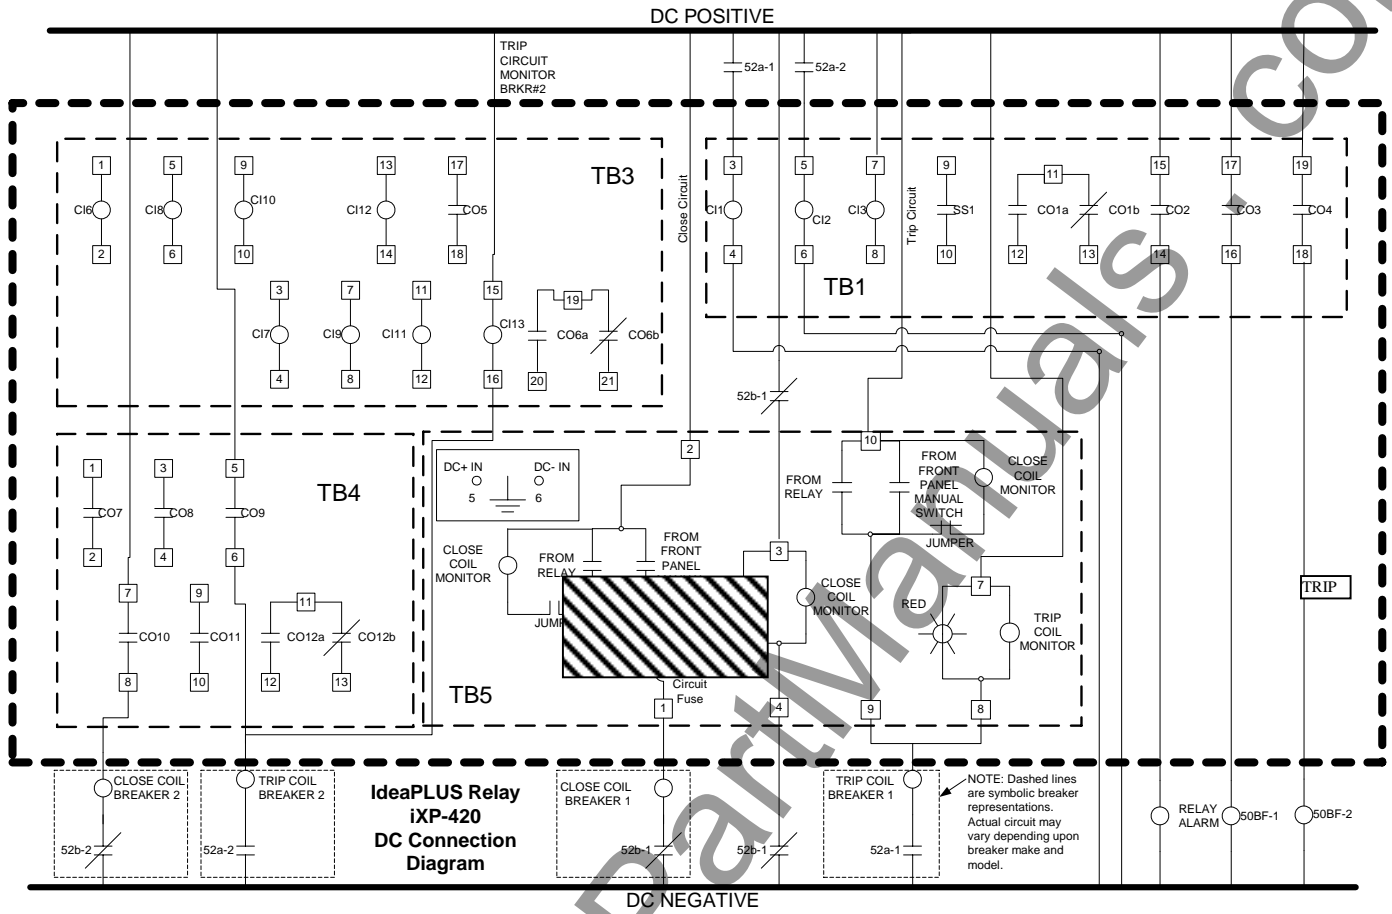 DC POSITIVE
TRIP
CIRCUIT
MONITOR
BRKR#2
52a-1
52a-2
1
5
9
13
17
TB3
CI6
CI8
CI10
CI12
CO5
2
6
10
14
18
3
7
11
15
19
CI7
CI9
CI11
CI13
CO6a
CO6b
4
8
12
16
20
21
Close Circuit
3
5
7
9
11
15
17
19
CI1
CI2
CI3
Trip Circuit
SS1
CO1a
CO1b
CO2
CO3
CO4
4
6
8
10
12
13
14
16
18
TB1
52b-1
1
3
5
TB4
CO7
CO8
CO9
2
4
6
7
9
11
CO10
CO11
CO12a
CO12b
8
10
12
13
DC+ IN
DC- IN
5
6
2
CLOSE
COIL
MONITOR
FROM
RELAY
FROM
FRONT
PANEL
JUM
3
CLOSE
COIL
MONITOR
TB5
Circuit
Fuse
1
4
10
FROM
RELAY
FROM
FRONT
PANEL
MANUAL
SWITCH
CLOSE
COIL
MONITOR
JUMPER
7
RED
TRIP
COIL
MONITOR
9
8
TRIP
CLOSE COIL
BREAKER 2
52b-2
TRIP COIL
BREAKER 2
52a-2
IdeaPLUS Relay
iXP-420
DC Connection
Diagram
CLOSE COIL
BREAKER 1
52b-1
52b-1
TRIP COIL
BREAKER 1
52a-1
NOTE: Dashed lines
are symbolic breaker
representations.
Actual circuit may
vary depending upon
breaker make and
model.
RELAY
ALARM
50BF-1
50BF-2
DC NEGATIVE
PartManuals.co